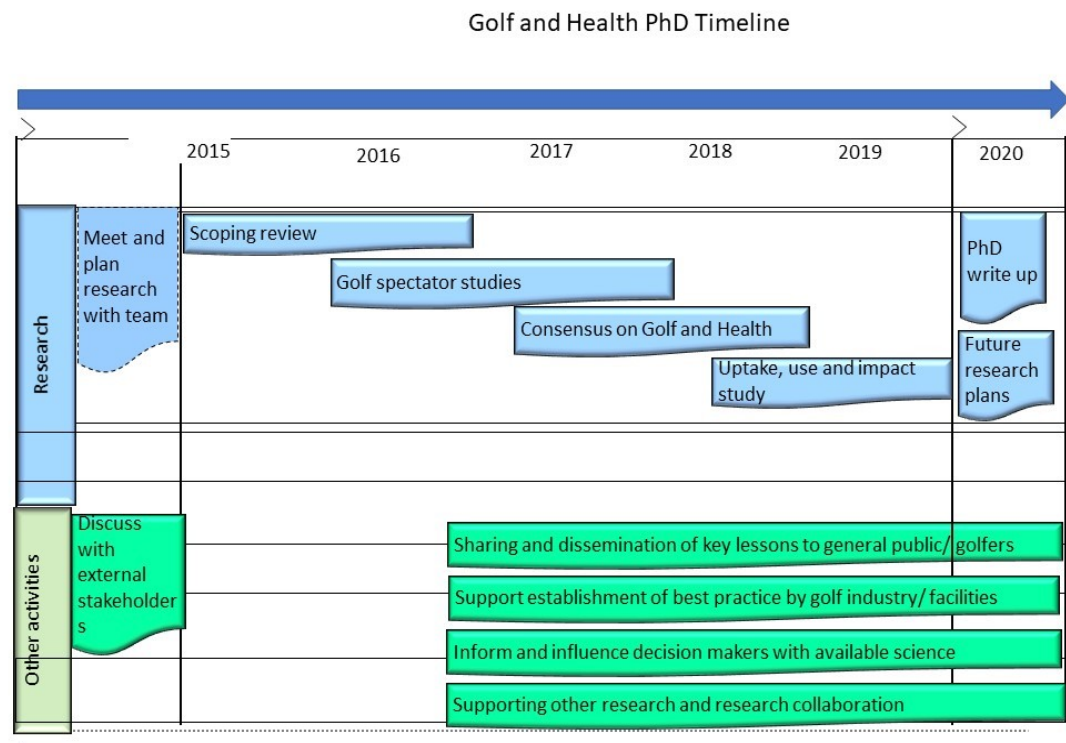 Golf and Health PhD Timeline
2015
2016
2017
2018
2019
2020
Research
Meet and
plan
research
with team
Scoping review
Golf spectator studies
Consensus on Golf and Health
Uptake, use and impact
study
PhD
write up
Future
research
plans
Other activities
Discuss
with
external
stakeholder
s
Sharing and dissemination of key lessons to general public/ golfers
Support establishment of best practice by golf industry/ facilities
Inform and influence decision makers with available science
Supporting other research and research collaboration